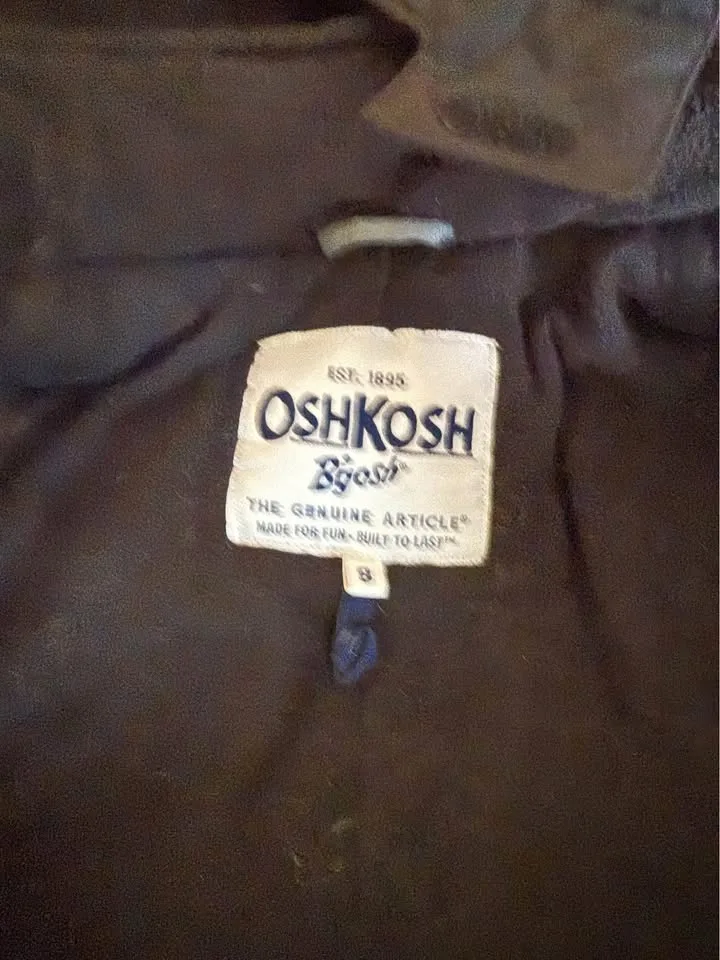 EST. 1895
OSHKOSH
B'gosh®
THE GENUINE ARTICLE®
MADE FOR FUN • BUILT TO LAST™
8